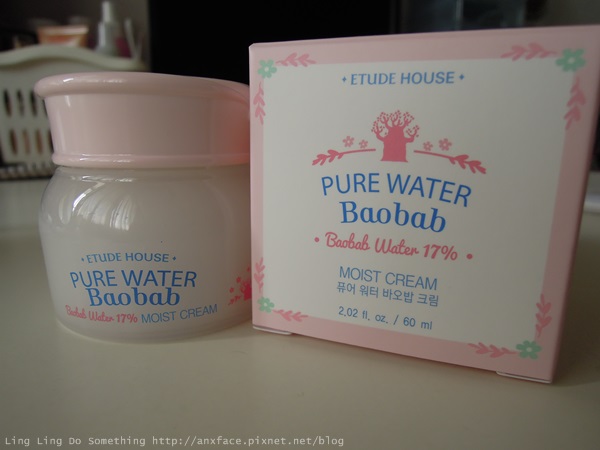 • ETUDE HOUSE •
PURE WATER
Baobab
Baobab Water 17% MOIST CREAM
• ETUDE HOUSE •
PURE WATER
Baobab
• Baobab Water 17% •
MOIST CREAM
퓨어 워터 바오밥 크림
2,02 fl, oz, / 60 ml
Ling Ling Do Something http://anxface.pixnet.net/blog